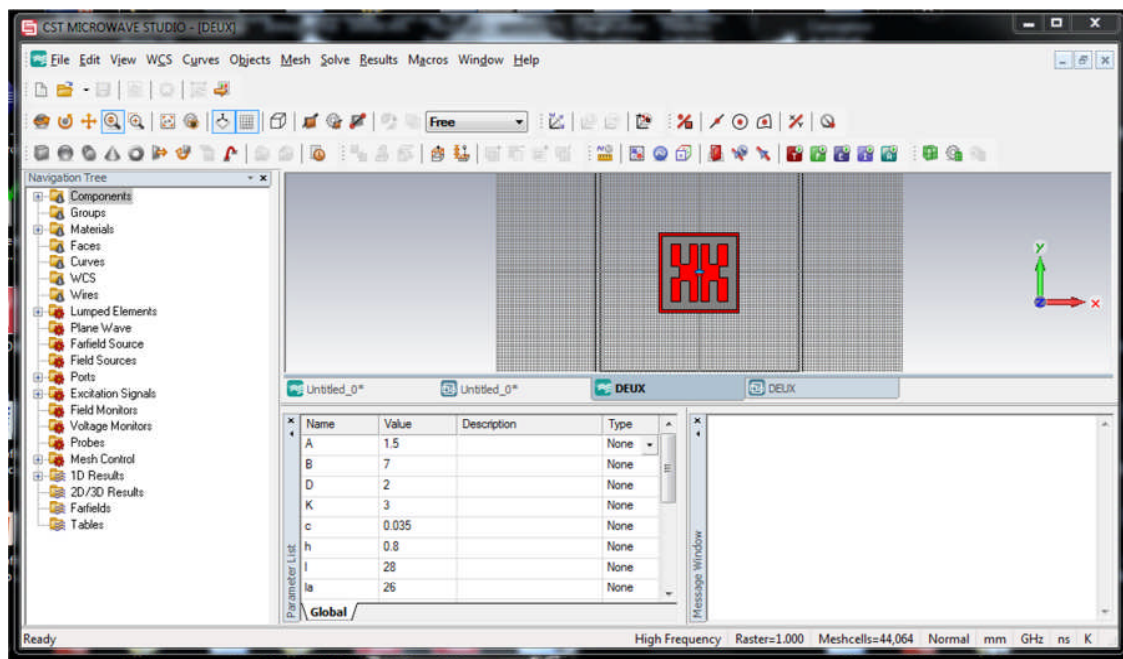 CST MICROWAVE STUDIO - [DEUX]
File Edit View WCS Curves Objects Mesh Solve Results Macros Window Help
Free
Navigation Tree
Components
Groups
Materials
Faces
Curves
WCS
Wires
Lumped Elements
Plane Wave
Farfield Source
Field Sources
Ports
Excitation Signals
Field Monitors
Voltage Monitors
Probes
Mesh Control
1D Results
2D/3D Results
Farfields
Tables
y
x
Untitled_0* Untitled_0* DEUX DEUX
Name Value Description Type
A 1.5 None
B 7 None
D 2 None
K 3 None
c 0.035 None
h 0.8 None
l 28 None
la 26 None
Parameter List
Global
Message Window
Ready High Frequency Raster=1.000 Meshcells=44,064 Normal mm GHz ns K